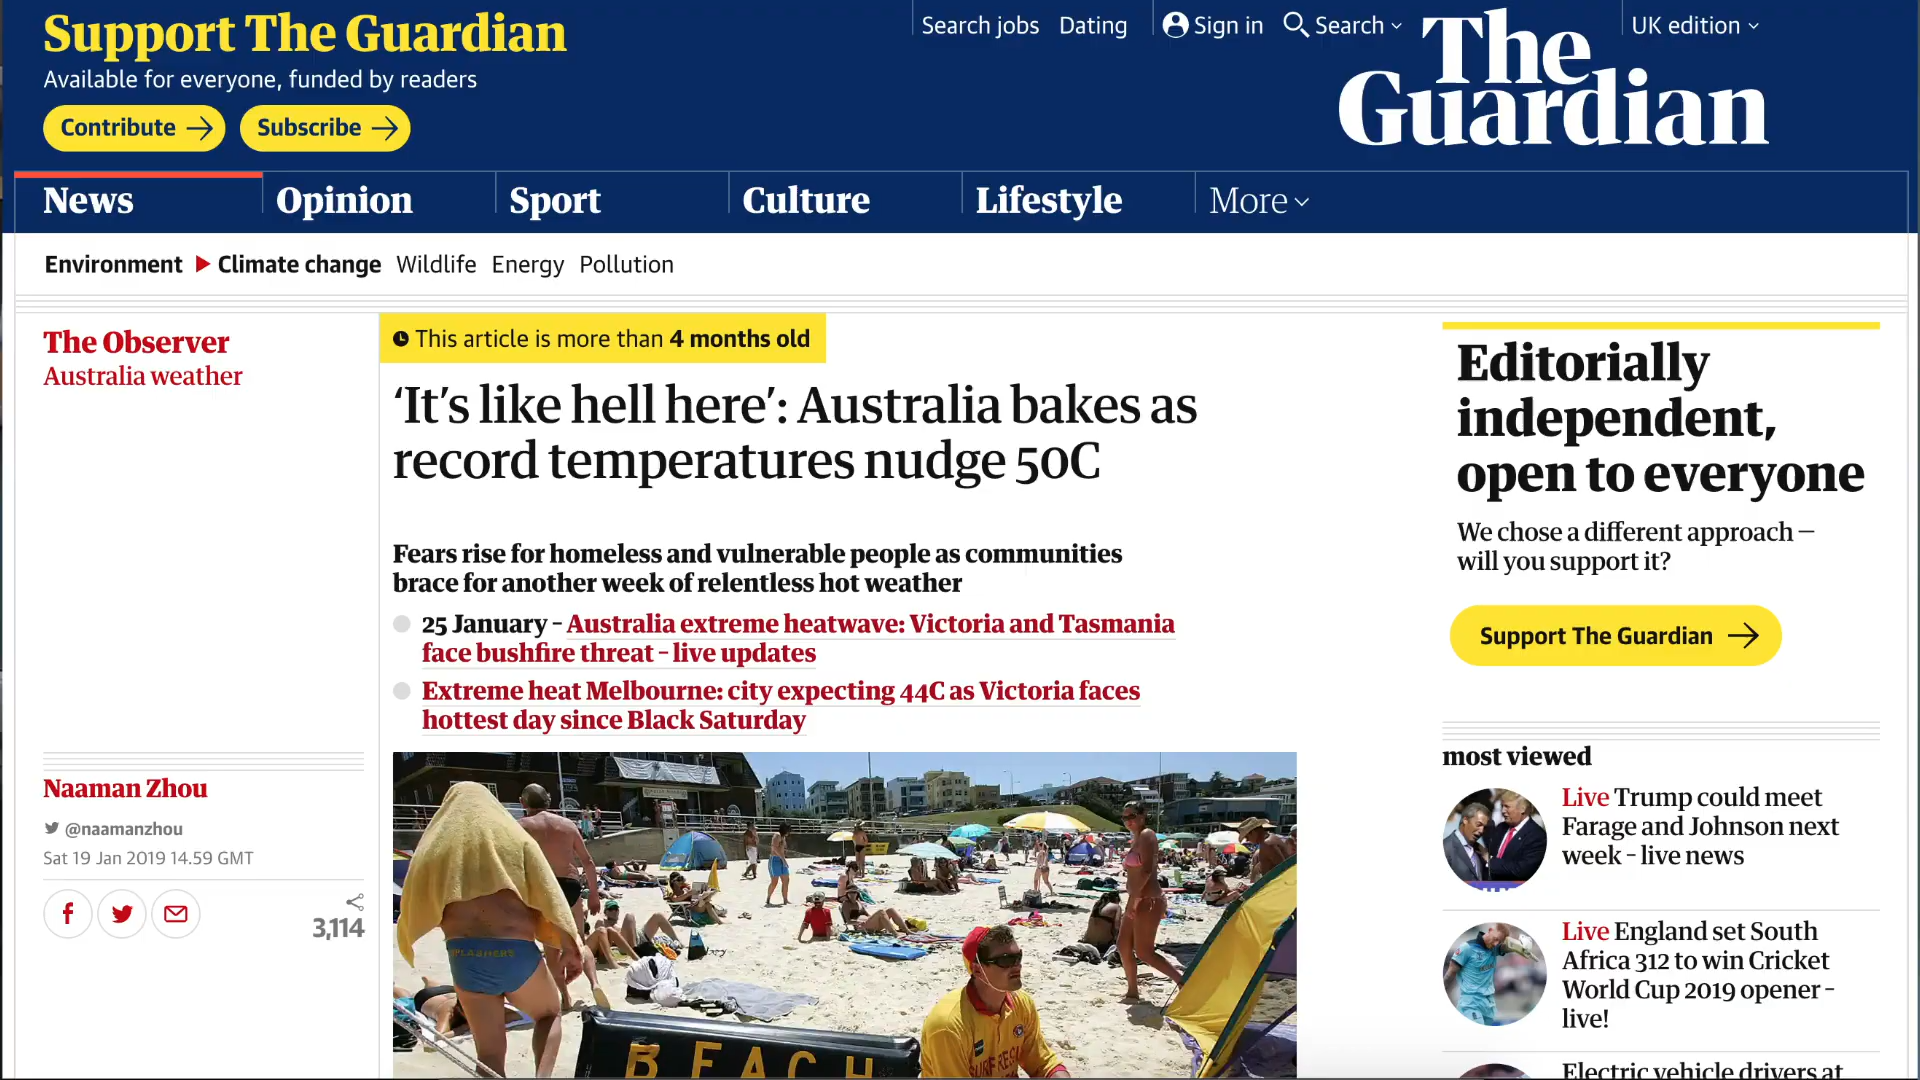 Support The Guardian
Available for everyone, funded by readers
Contribute
Subscribe
Search jobs
Dating
Sign in
Search
UK edition
The
Guardian
News
Opinion
Sport
Culture
Lifestyle
More
Environment
Climate change
Wildlife
Energy
Pollution
The Observer
Australia weather
This article is more than 4 months old
‘It’s like hell here’: Australia bakes as
record temperatures nudge 50C
Fears rise for homeless and vulnerable people as communities
brace for another week of relentless hot weather
25 January – Australia extreme heatwave: Victoria and Tasmania
face bushfire threat – live updates
Extreme heat Melbourne: city expecting 44C as Victoria faces
hottest day since Black Saturday
Naaman Zhou
@naamanzhou
Sat 19 Jan 2019 14.59 GMT
3,114
BEACH
Editorially
independent,
open to everyone
We chose a different approach —
will you support it?
Support The Guardian
most viewed
Live Trump could meet
Farage and Johnson next
week – live news
Live England set South
Africa 312 to win Cricket
World Cup 2019 opener –
live!
Electric vehicle drivers at